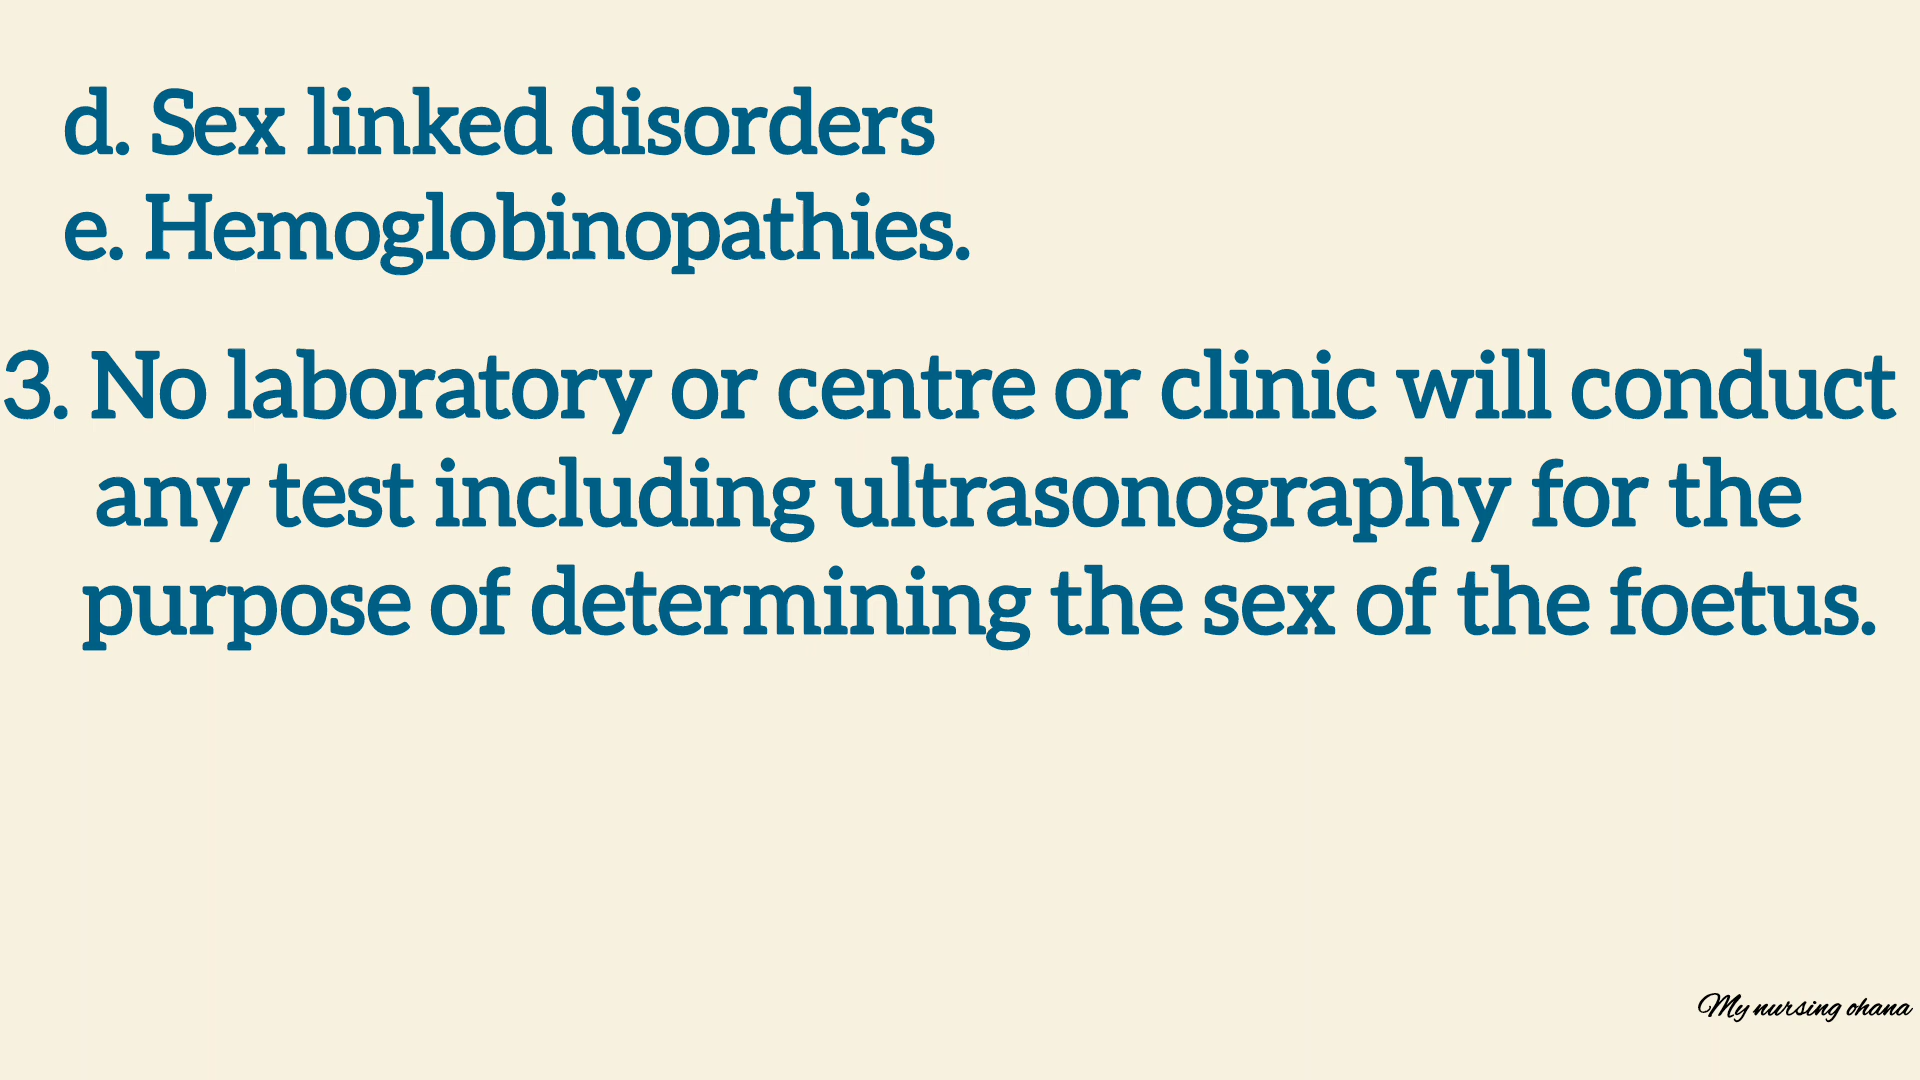 d. Sex linked disorders
e. Hemoglobinopathies.
3. No laboratory or centre or clinic will conduct
any test including ultrasonography for the
purpose of determining the sex of the foetus.
My nursing ohana